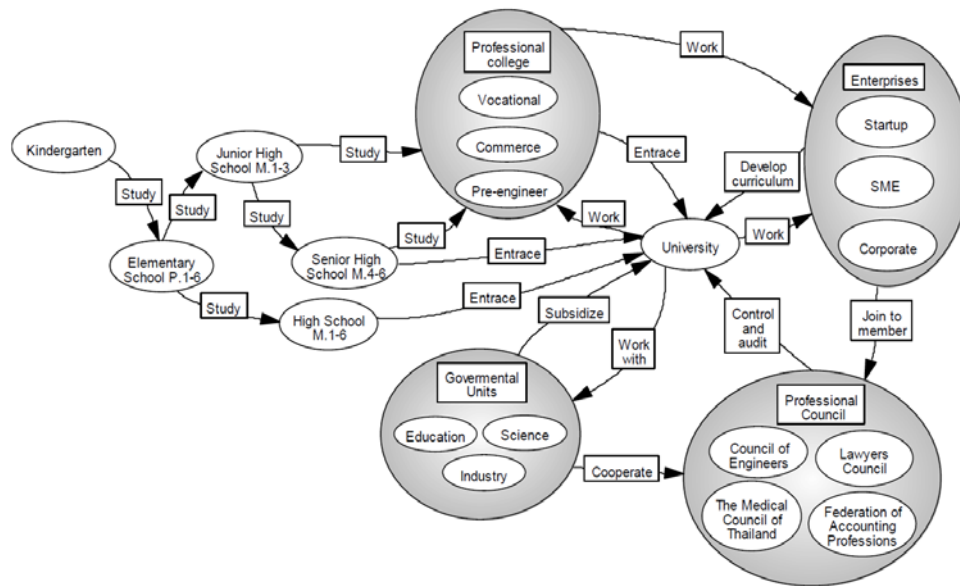 Professional
college
Vocational
Commerce
Pre-engineer
Work
Enterprises
Startup
SME
Corporate
Kindergarten
Junior High
School M.1-3
Study
Entrace
Develop
curriculum
Study
Study
Study
Study
Work
University
Work
Elementary
School P.1-6
Senior High
School M.4-6
Entrace
Study
High School
M.1-6
Entrace
Subsidize
Control
and
audit
Join to
member
Work
with
Govermental
Units
Education
Science
Industry
Cooperate
Professional
Council
Council of
Engineers
Lawyers
Council
The Medical
Council of
Thailand
Federation of
Accounting
Professions